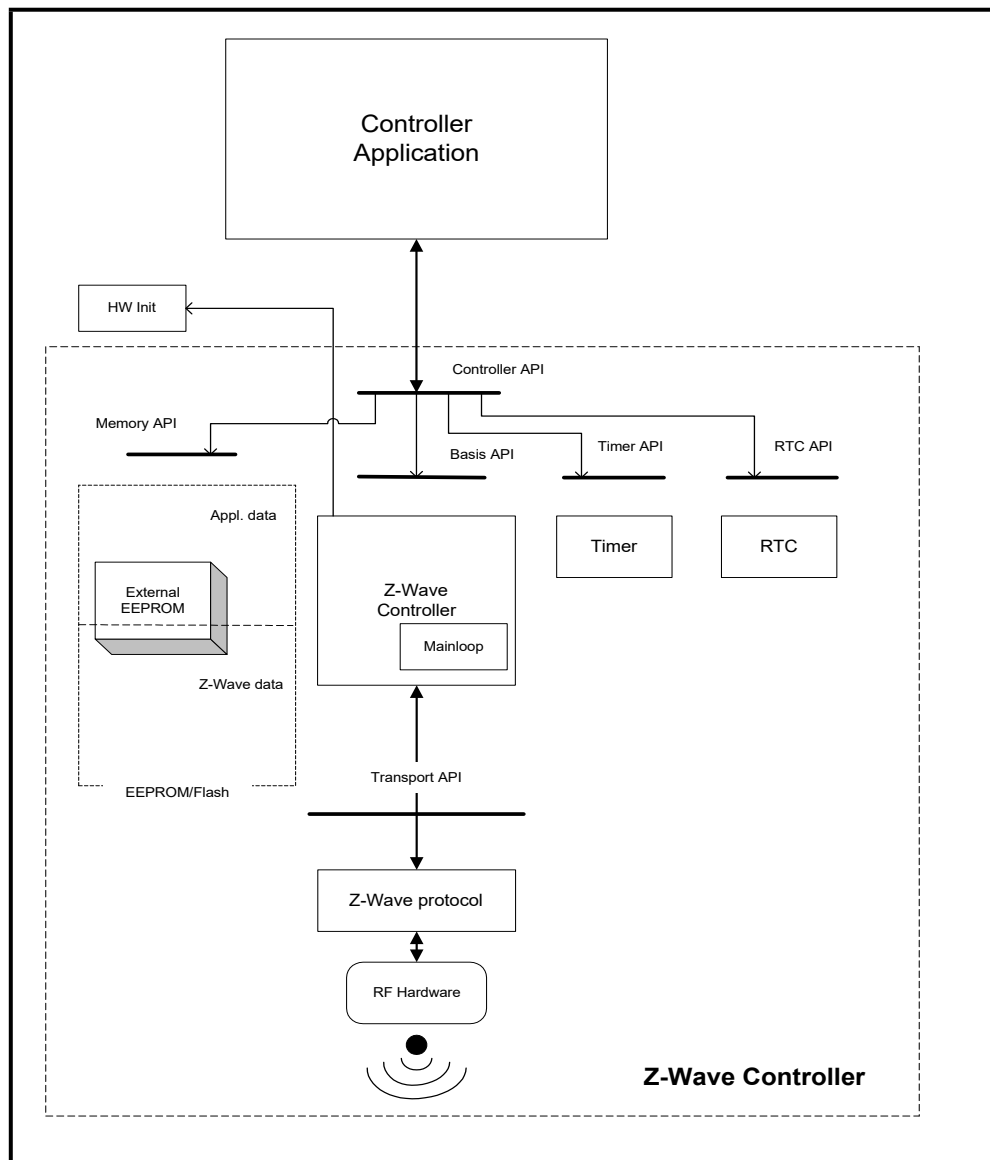 Controller
Application
HW Init
Controller API
Memory API
Basis API
Timer API
RTC API
Appl. data
External
EEPROM
Z-Wave
Controller
Mainloop
Timer
RTC
Z-Wave data
EEPROM/Flash
Transport API
Z-Wave protocol
RF Hardware
Z-Wave Controller